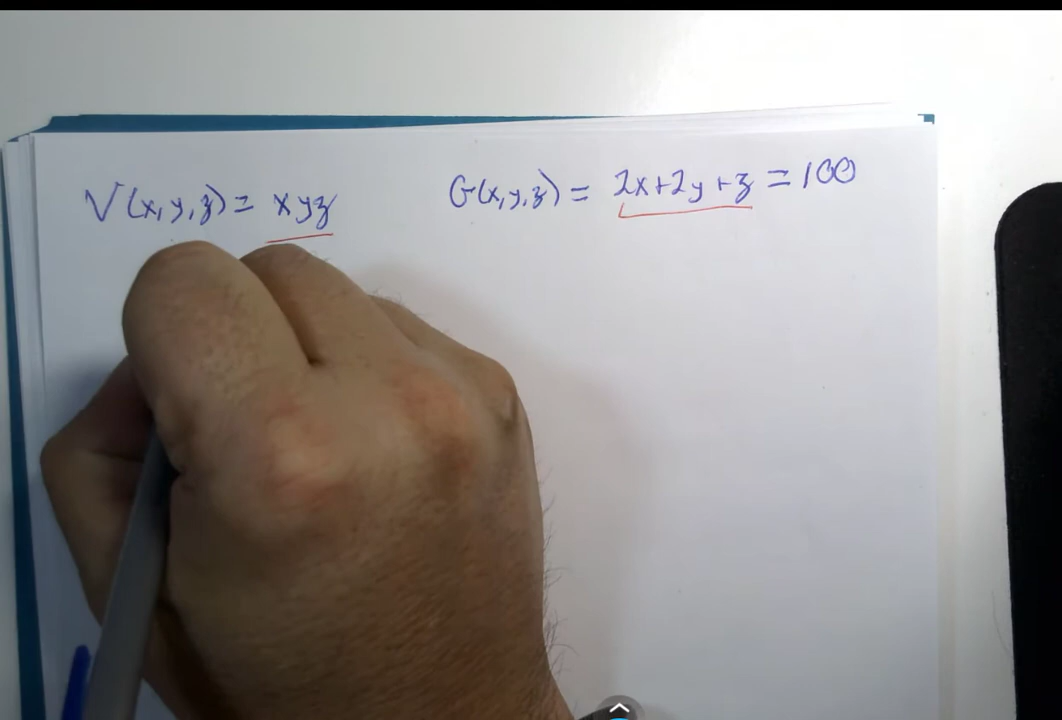 V(x,y,z) = xyz G(x,y,z) = 2x+2y+z = 100